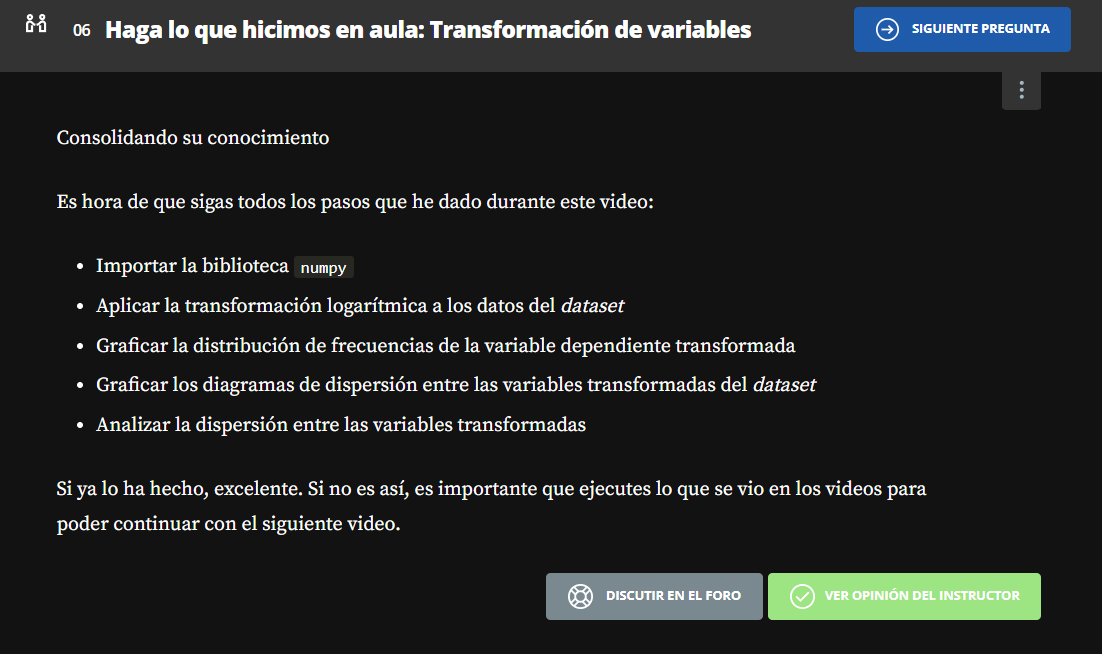 06 Haga lo que hicimos en aula: Transformación de variables
SIGUIENTE PREGUNTA
Consolidando su conocimiento
Es hora de que sigas todos los pasos que he dado durante este video:
• Importar la biblioteca numpy
• Aplicar la transformación logarítmica a los datos del dataset
• Graficar la distribución de frecuencias de la variable dependiente transformada
• Graficar los diagramas de dispersión entre las variables transformadas del dataset
• Analizar la dispersión entre las variables transformadas
Si ya lo ha hecho, excelente. Si no es así, es importante que ejecutes lo que se vio en los videos para
poder continuar con el siguiente video.
DISCUTIR EN EL FORO
VER OPINIÓN DEL INSTRUCTOR